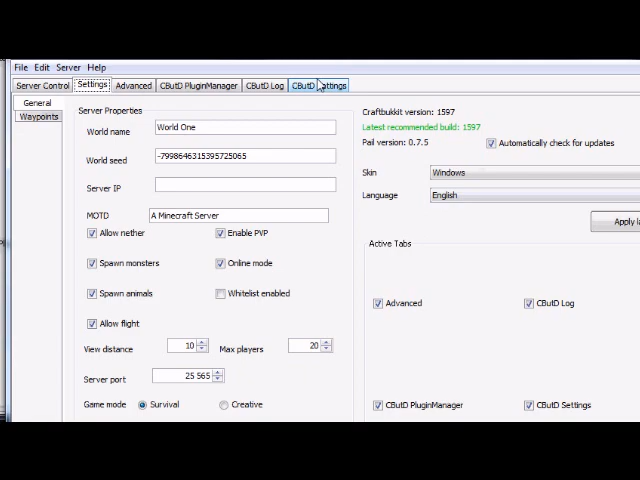 File Edit Server Help
Server Control Settings Advanced CButD PluginManager CButD Log CButD Settings
General
Waypoints
Server Properties
World name World One
World seed -7998646315395725065
Server IP
MOTD A Minecraft Server
Allow nether Enable PVP
Spawn monsters Online mode
Spawn animals Whitelist enabled
Allow flight
View distance 10 Max players 20
Server port 25 565
Game mode Survival Creative
Craftbukkit version: 1597
Latest recommended build: 1597
Pail version: 0.7.5 Automatically check for updates
Skin Windows
Language English
Apply la
Active Tabs
Advanced CButD Log
CButD PluginManager CButD Settings